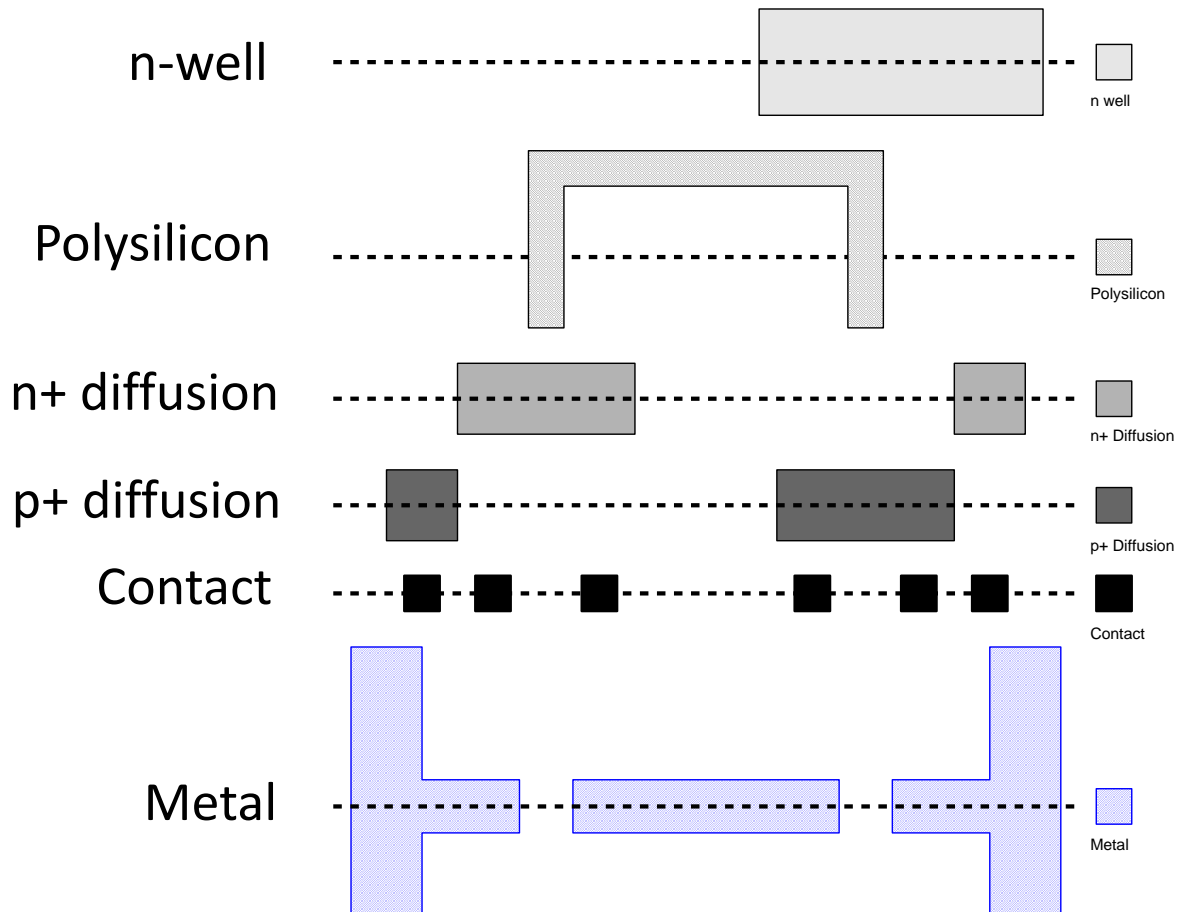 n-well
n well
Polysilicon
Polysilicon
n+ diffusion
n+ Diffusion
p+ diffusion
p+ Diffusion
Contact
Contact
Metal
Metal